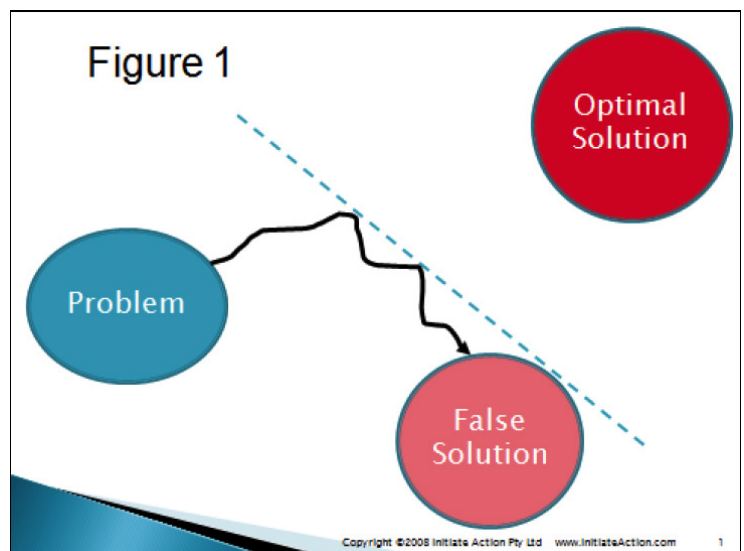 Figure 1
Optimal
Solution
Problem
False
Solution
Copyright ©2008 Initiate Action Pty Ltd www.InitiateAction.com 1